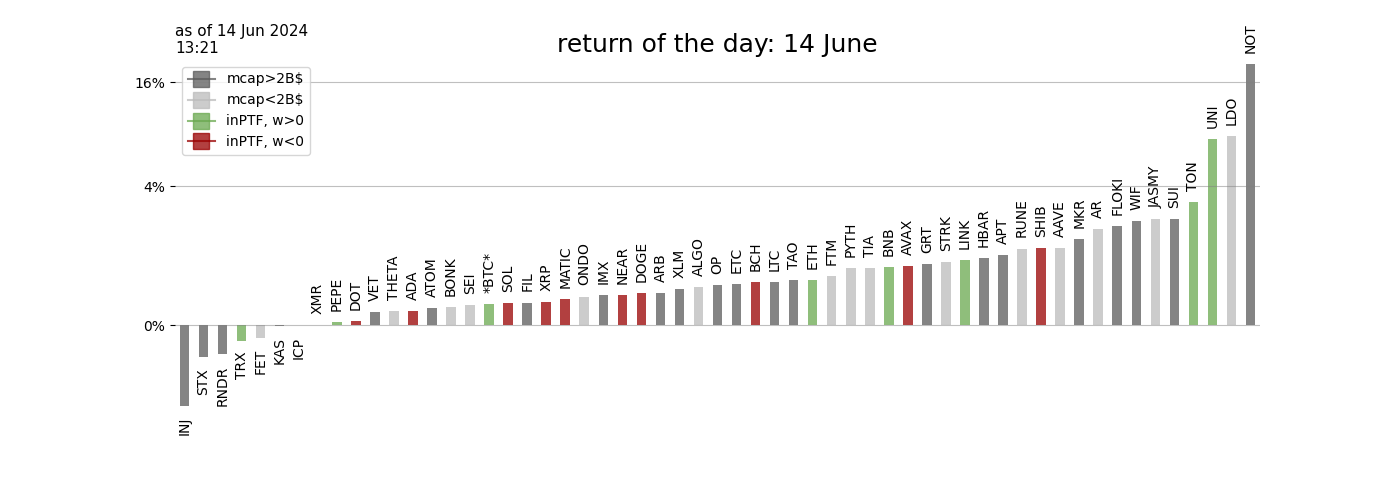 as of 14 Jun 2024
13:21
return of the day: 14 June
mcap>2B$
mcap<2B$
inPTF, w>0
inPTF, w<0
16%
4%
0%
INJ
STX
RNDR
TRX
FET
KAS
ICP
XMR
PEPE
DOT
VET
THETA
ADA
ATOM
BONK
SEI
*BTC*
SOL
FIL
XRP
MATIC
ONDO
IMX
NEAR
DOGE
ARB
XLM
ALGO
OP
ETC
BCH
LTC
TAO
ETH
FTM
PYTH
TIA
BNB
AVAX
GRT
STRK
LINK
HBAR
APT
RUNE
SHIB
AAVE
MKR
AR
FLOKI
WIF
JASMY
SUI
TON
UNI
LDO
NOT